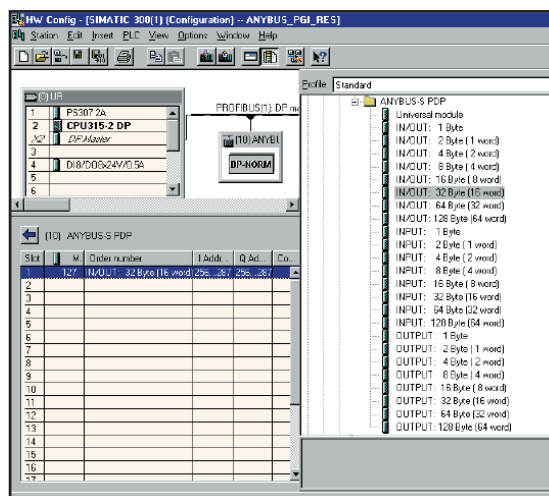 HW Config - [SIMATIC 300(1) (Configuration) -- ANYBUS_PGI_RES]
Station Edit Insert PLC View Options Window Help
(0) UR
1 PS307 2A
2 CPU315-2 DP
X2 DP Master
3
4 DI8/DO8x24V/0.5A
5
6
PROFIBUS(1) DP
(10) ANYBU
DP-NORM
(10) ANYBUS-S PDP
Slot M. Order number I Addr... Q Ad... Co...
1 127 IN/OUT: 32 Byte (16 word) 256...287 256...287
2
3
4
5
6
7
8
9
10
11
12
13
14
15
16
17
Profile Standard
ANYBUS-S PDP
Universal module
IN/OUT: 1 Byte
IN/OUT: 2 Byte (1 word)
IN/OUT: 4 Byte (2 word)
IN/OUT: 8 Byte (4 word)
IN/OUT: 16 Byte ( 8 word)
IN/OUT: 32 Byte (16 word)
IN/OUT: 64 Byte (32 word)
IN/OUT: 128 Byte (64 word)
INPUT: 1 Byte
INPUT: 2 Byte ( 1 word)
INPUT: 4 Byte ( 2 word)
INPUT: 8 Byte ( 4 word)
INPUT: 16 Byte ( 8 word)
INPUT: 32 Byte (16 word)
INPUT: 64 Byte (32 word)
INPUT: 128 Byte (64 word)
OUTPUT: 1 Byte
OUTPUT: 2 Byte ( 1 word)
OUTPUT: 4 Byte ( 2 word)
OUTPUT: 8 Byte ( 4 word)
OUTPUT: 16 Byte ( 8 word)
OUTPUT: 32 Byte (16 word)
OUTPUT: 64 Byte (32 word)
OUTPUT: 128 Byte (64 word)